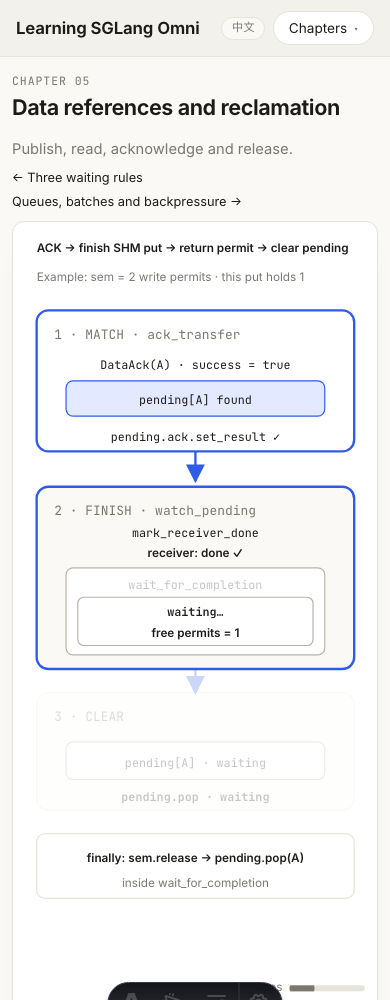 Learning SGLang Omni
中文
Chapters
CHAPTER 05
Data references and reclamation
Publish, read, acknowledge and release.
← Three waiting rules
Queues, batches and backpressure →
ACK → finish SHM put → return permit → clear pending
Example: sem = 2 write permits · this put holds 1
1 · MATCH · ack_transfer
DataAck(A) · success = true
pending[A] found
pending.ack.set_result ✓
2 · FINISH · watch_pending
mark_receiver_done
receiver: done ✓
wait_for_completion
waiting…
free permits = 1
3 · CLEAR
pending[A] · waiting
pending.pop · waiting
finally: sem.release → pending.pop(A)
inside wait_for_completion